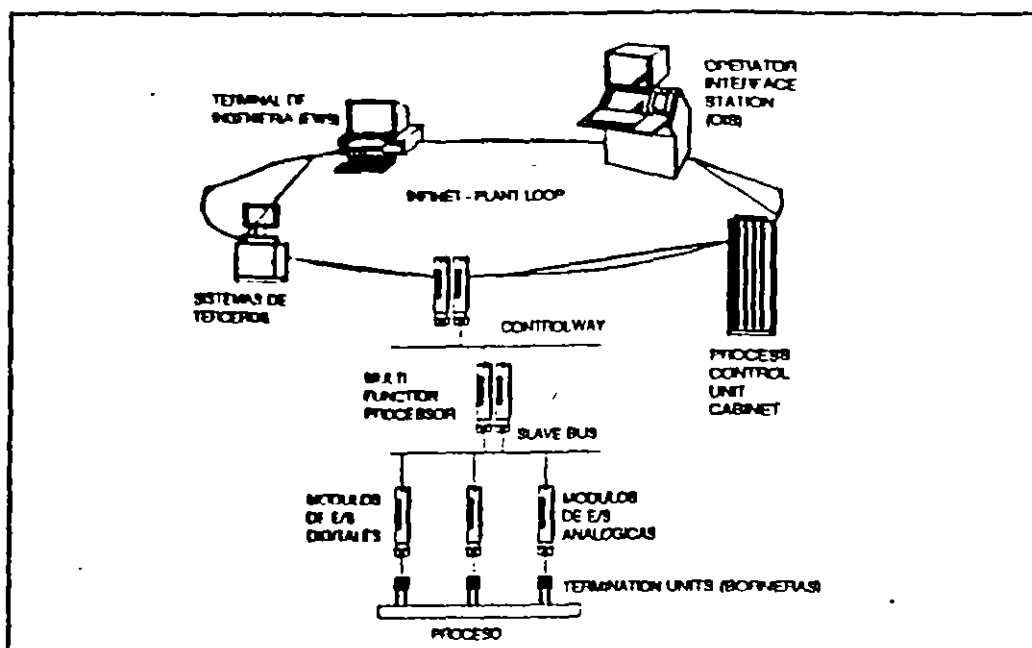 OPERATOR
INTERFACE
STATION
(OIS)
TERMINAL DE
INGENIERIA (EWS)
INFINET - PLANT LOOP
SISTEMAS DE
TERCEROS
CONTROLWAY
PROCESS
CONTROL
UNIT
CABINET
MULTI
FUNCTION
PROCESSOR
SLAVE BUS
MODULOS
DE E/S
DIGITALES
MODULOS
DE E/S
ANALOGICAS
TERMINATION UNITS (BORNERAS)
PROCESO